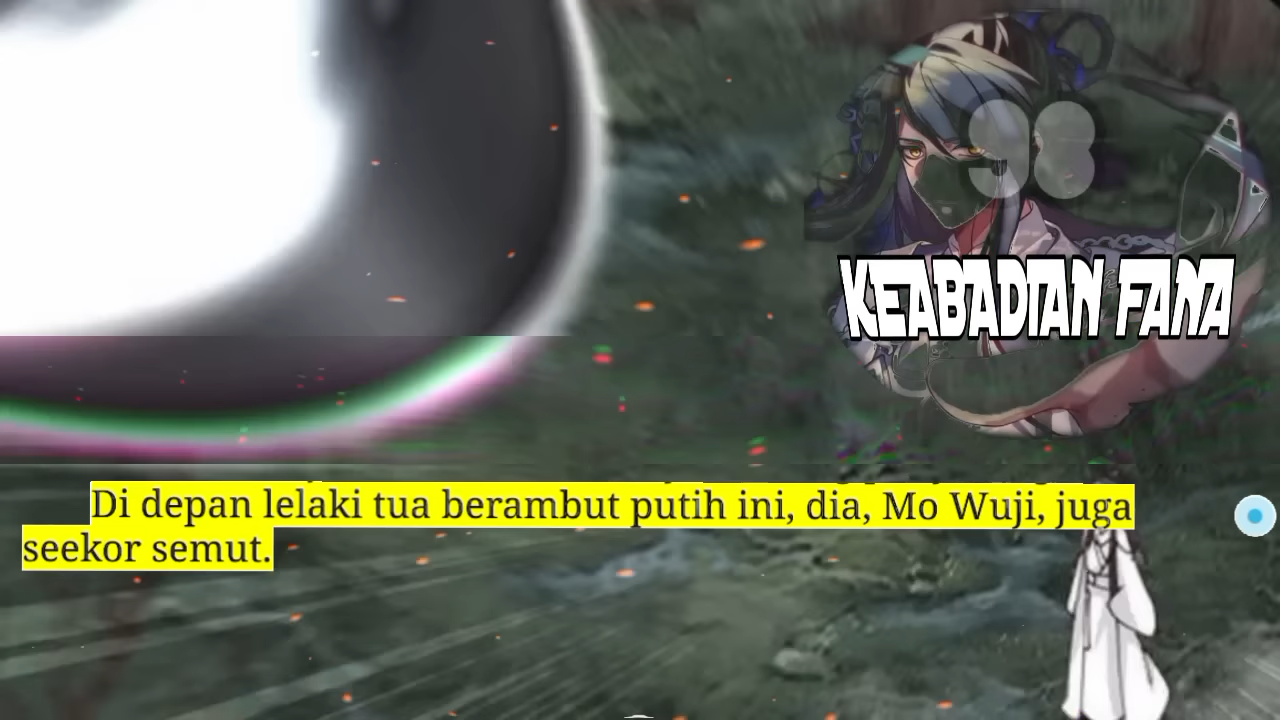 98
KEABADIAN FANA
Di depan lelaki tua berambut putih ini, dia, Mo Wuji, juga
seekor semut.